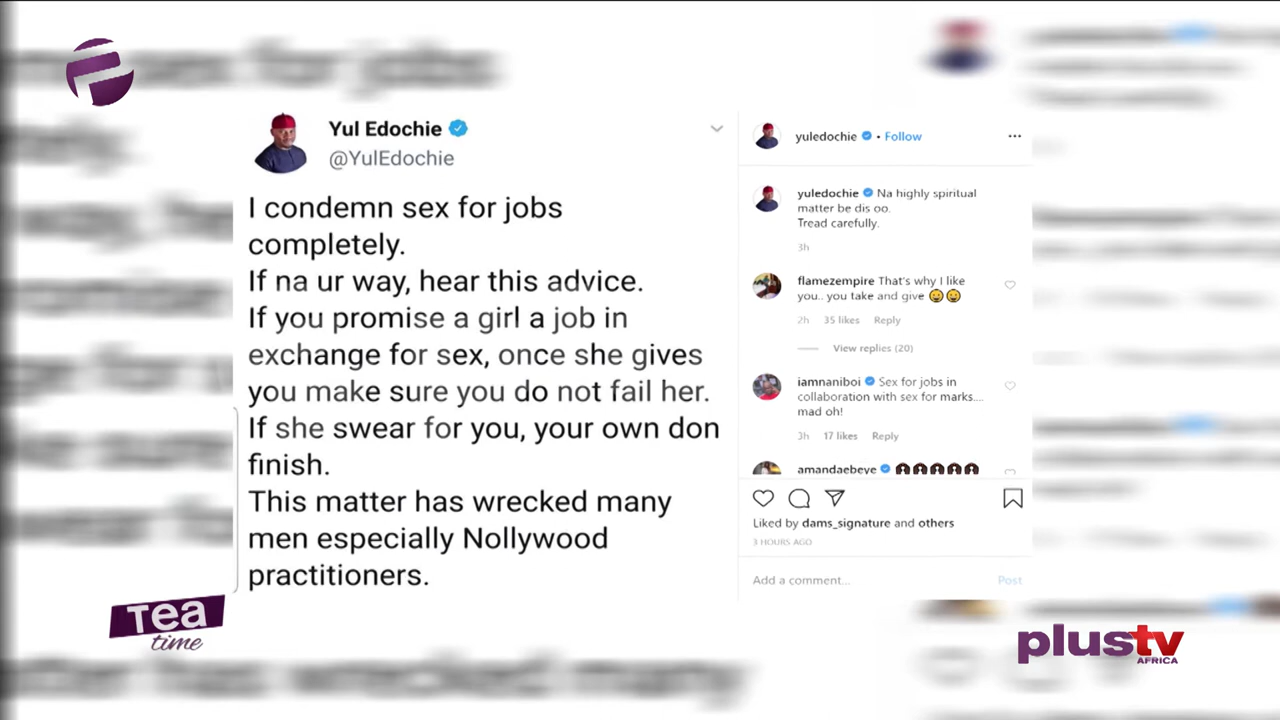 Yul Edochie
@YulEdochie
I condemn sex for jobs
completely.
If na ur way, hear this advice.
If you promise a girl a job in
exchange for sex, once she gives
you make sure you do not fail her.
If she swear for you, your own don
finish.
This matter has wrecked many
men especially Nollywood
practitioners.
yuledochie • Follow
yuledochie Na highly spiritual
matter be dis oo.
Tread carefully.
3h
flamezempire That's why I like
you.. you take and give 😜😜
2h 35 likes Reply
View replies (20)
iamnaniboi Sex for jobs in
collaboration with sex for marks....
mad oh!
3h 17 likes Reply
amandaebeye
Liked by dams_signature and others
3 HOURS AGO
Add a comment...
Post
Tea
time
plustv
AFRICA